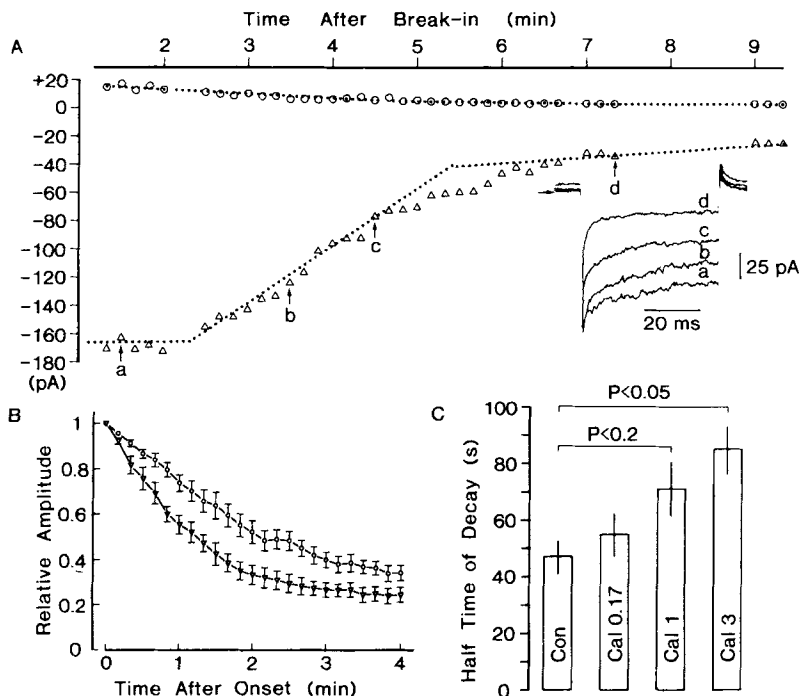 Time After Break-in (min)
A
2 3 4 5 6 7 8 9
+20
0
-20
-40
-60
-80
-100
-120
-140
-160
-180
(pA)
a
b
c
d
d
c
b
a
25 pA
20 ms
B
Relative Amplitude
1
0.8
0.6
0.4
0.2
0
0 1 2 3 4
Time After Onset (min)
C
Half Time of Decay (s)
100
80
60
40
20
0
P<0.05
P<0.2
Con
Cal 0.17
Cal 1
Cal 3